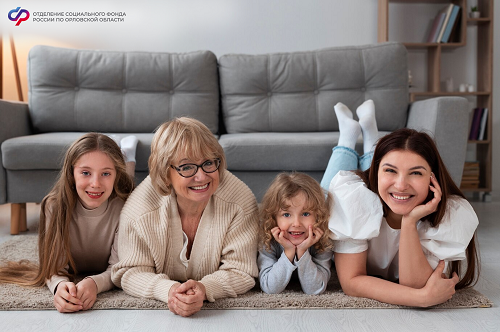 ОТДЕЛЕНИЕ СОЦИАЛЬНОГО ФОНДА
РОССИИ ПО ОРЛОВСКОЙ ОБЛАСТИ